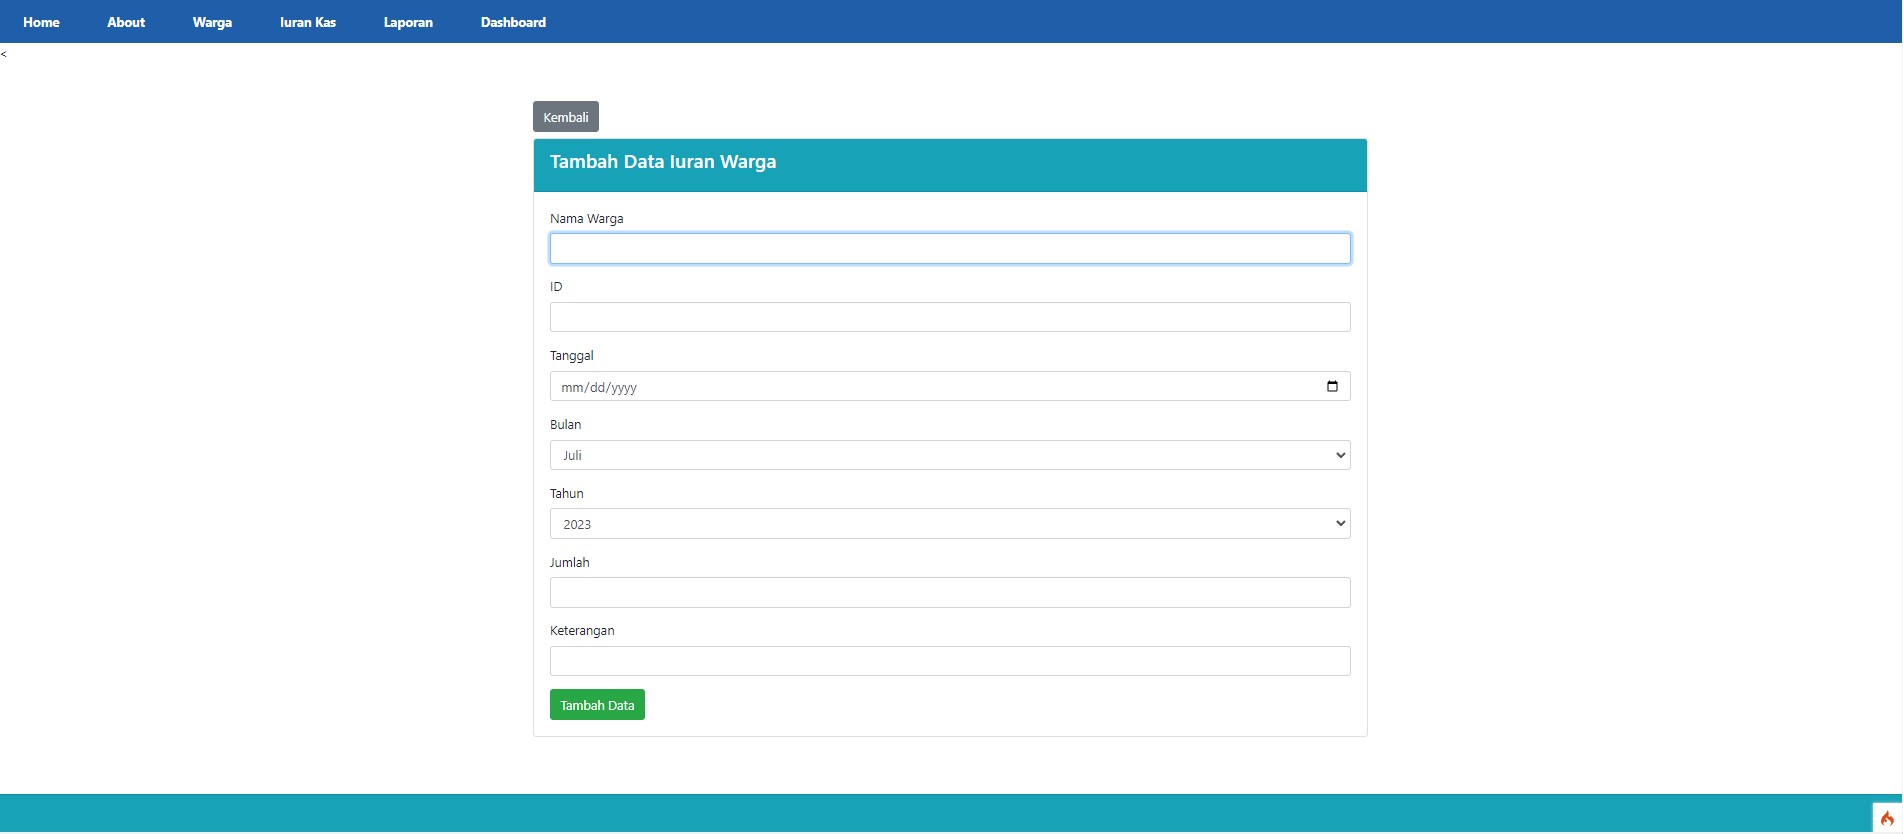 Home About Warga Iuran Kas Laporan Dashboard
<
Kembali
Tambah Data Iuran Warga
Nama Warga
ID
Tanggal
mm/dd/yyyy
Bulan
Juli
Tahun
2023
Jumlah
Keterangan
Tambah Data